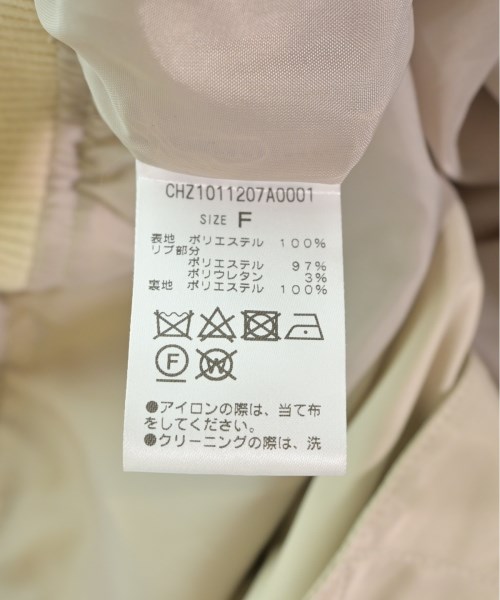 CHZ1011207A0001
SIZE F
表地 ポリエステル 100%
リブ部分
ポリエステル 97%
ポリウレタン 3%
裏地 ポリエステル 100%
F W
●アイロンの際は、当て布
をしてください。
●クリーニングの際は、洗